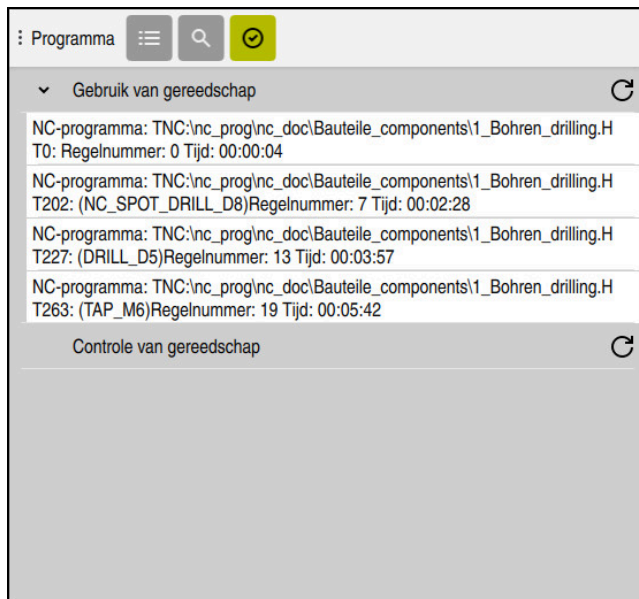 Programma
Gebruik van gereedschap
NC-programma: TNC:\nc_prog\nc_doc\Bauteile_components\1_Bohren_drilling.H
T0: Regelnummer: 0 Tijd: 00:00:04
NC-programma: TNC:\nc_prog\nc_doc\Bauteile_components\1_Bohren_drilling.H
T202: (NC_SPOT_DRILL_D8)Regelnummer: 7 Tijd: 00:02:28
NC-programma: TNC:\nc_prog\nc_doc\Bauteile_components\1_Bohren_drilling.H
T227: (DRILL_D5)Regelnummer: 13 Tijd: 00:03:57
NC-programma: TNC:\nc_prog\nc_doc\Bauteile_components\1_Bohren_drilling.H
T263: (TAP_M6)Regelnummer: 19 Tijd: 00:05:42
Controle van gereedschap